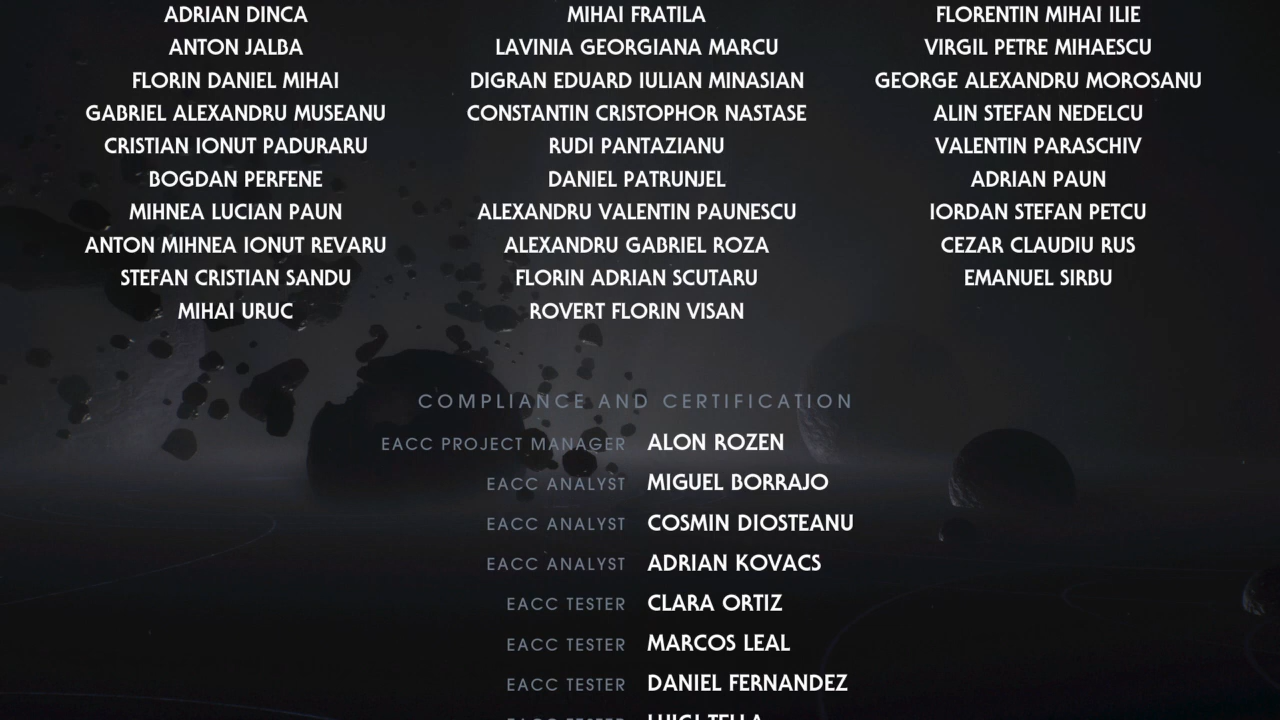 ADRIAN DINCA MIHAI FRATILA FLORENTIN MIHAI ILIE
ANTON JALBA LAVINIA GEORGIANA MARCU VIRGIL PETRE MIHAESCU
FLORIN DANIEL MIHAI DIGRAN EDUARD IULIAN MINASIAN GEORGE ALEXANDRU MOROSANU
GABRIEL ALEXANDRU MUSEANU CONSTANTIN CRISTOPHOR NASTASE ALIN STEFAN NEDELCU
CRISTIAN IONUT PADURARU RUDI PANTAZIANU VALENTIN PARASCHIV
BOGDAN PERFENE DANIEL PATRUNJEL ADRIAN PAUN
MIHNEA LUCIAN PAUN ALEXANDRU VALENTIN PAUNESCU IORDAN STEFAN PETCU
ANTON MIHNEA IONUT REVARU ALEXANDRU GABRIEL ROZA CEZAR CLAUDIU RUS
STEFAN CRISTIAN SANDU FLORIN ADRIAN SCUTARU EMANUEL SIRBU
MIHAI URUC ROVERT FLORIN VISAN
COMPLIANCE AND CERTIFICATION
EACC PROJECT MANAGER ALON ROZEN
EACC ANALYST MIGUEL BORRAJO
EACC ANALYST COSMIN DIOSTEANU
EACC ANALYST ADRIAN KOVACS
EACC TESTER CLARA ORTIZ
EACC TESTER MARCOS LEAL
EACC TESTER DANIEL FERNANDEZ
EACC TESTER LUIGI TELLA